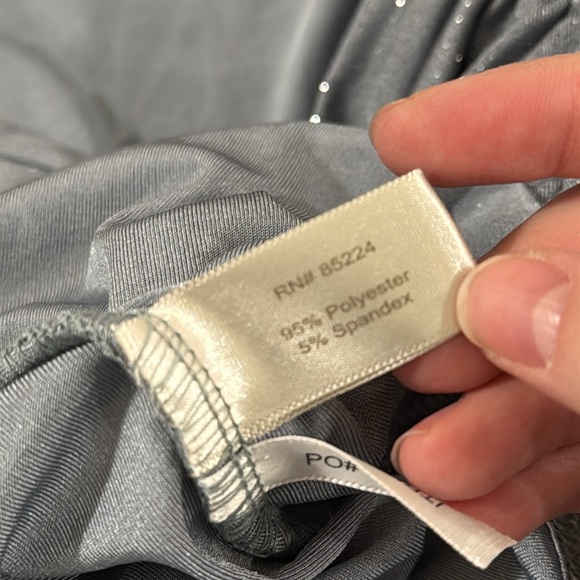 RN# 85224
95% Polyester
5% Spandex
PO#